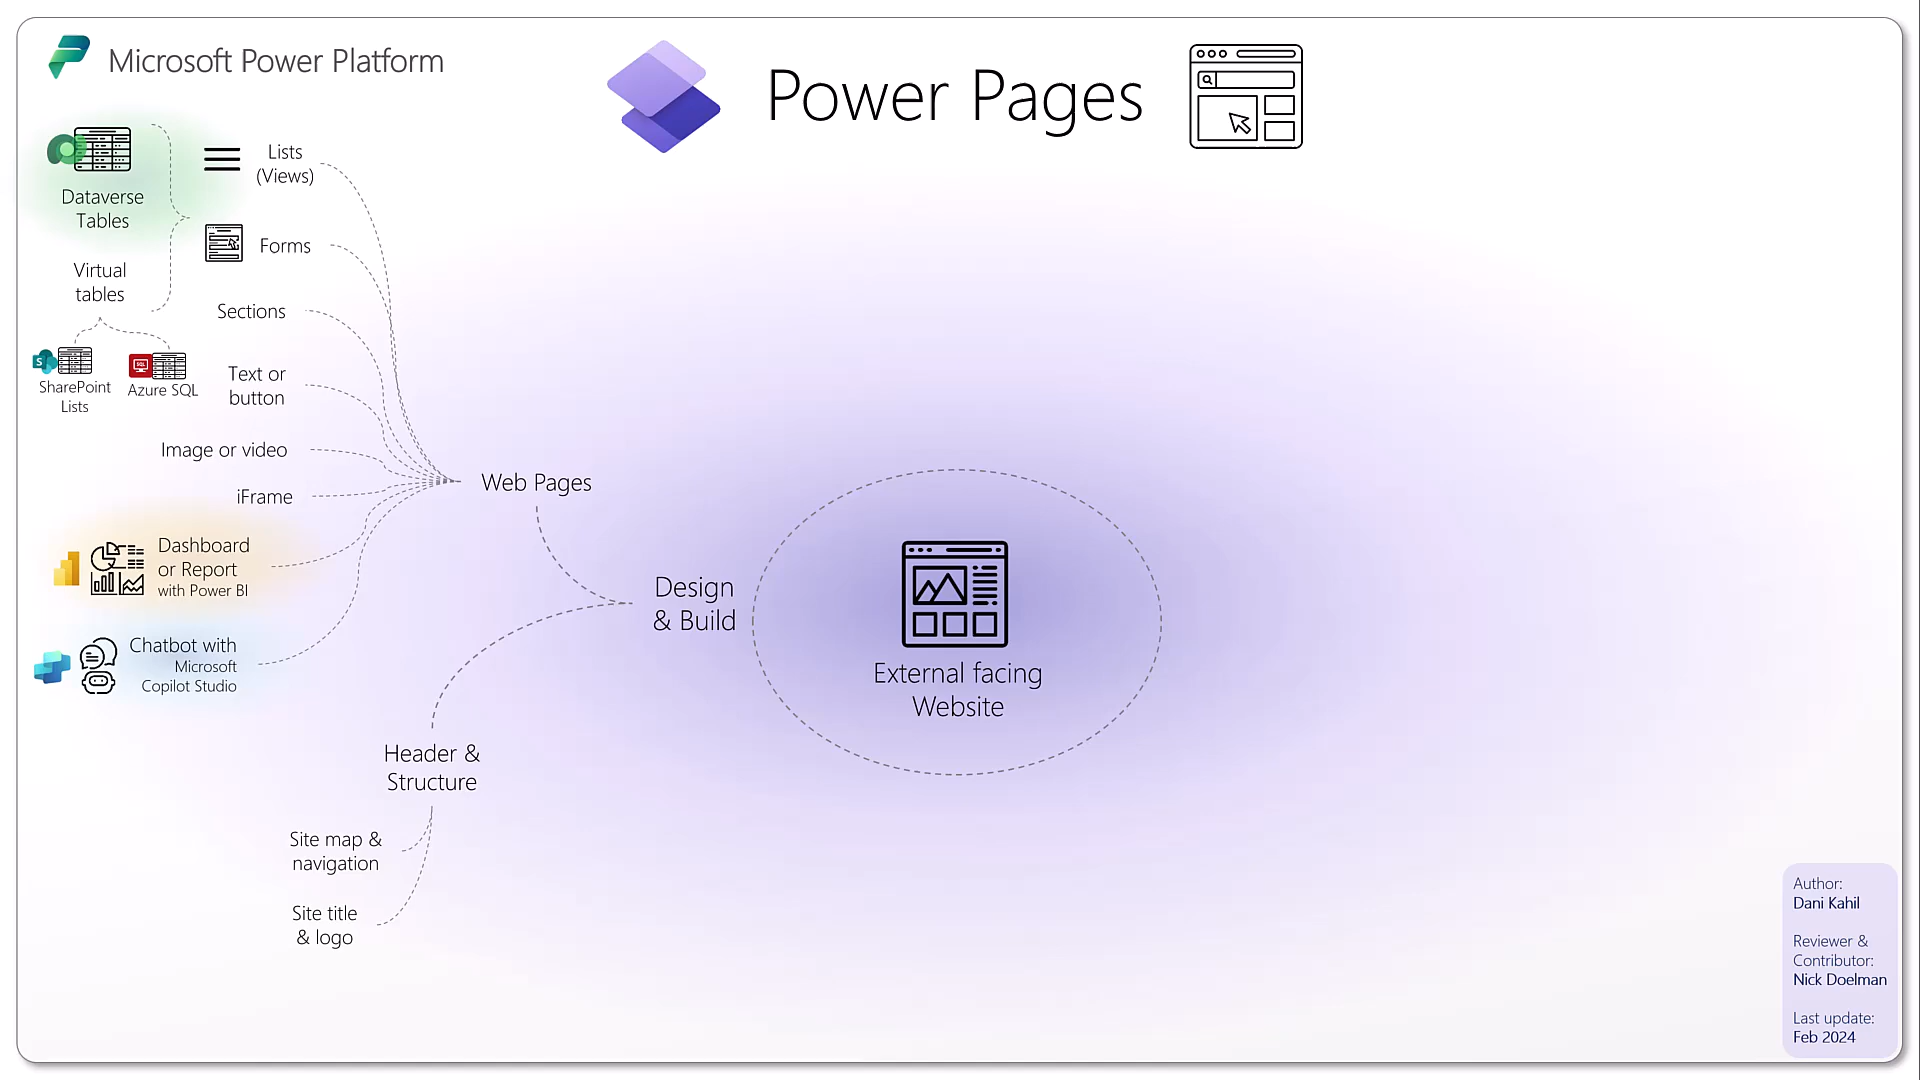 Microsoft Power Platform
Power Pages
Dataverse
Tables
Virtual
tables
S
SharePoint
Lists
SQL
Azure SQL
Lists
(Views)
Forms
Sections
Text or
button
Image or video
iFrame
Dashboard
or Report
with Power BI
Chatbot with
Microsoft
Copilot Studio
Web Pages
Design
& Build
Header &
Structure
Site map &
navigation
Site title
& logo
External facing
Website
Author:
Dani Kahil
Reviewer &
Contributor:
Nick Doelman
Last update:
Feb 2024